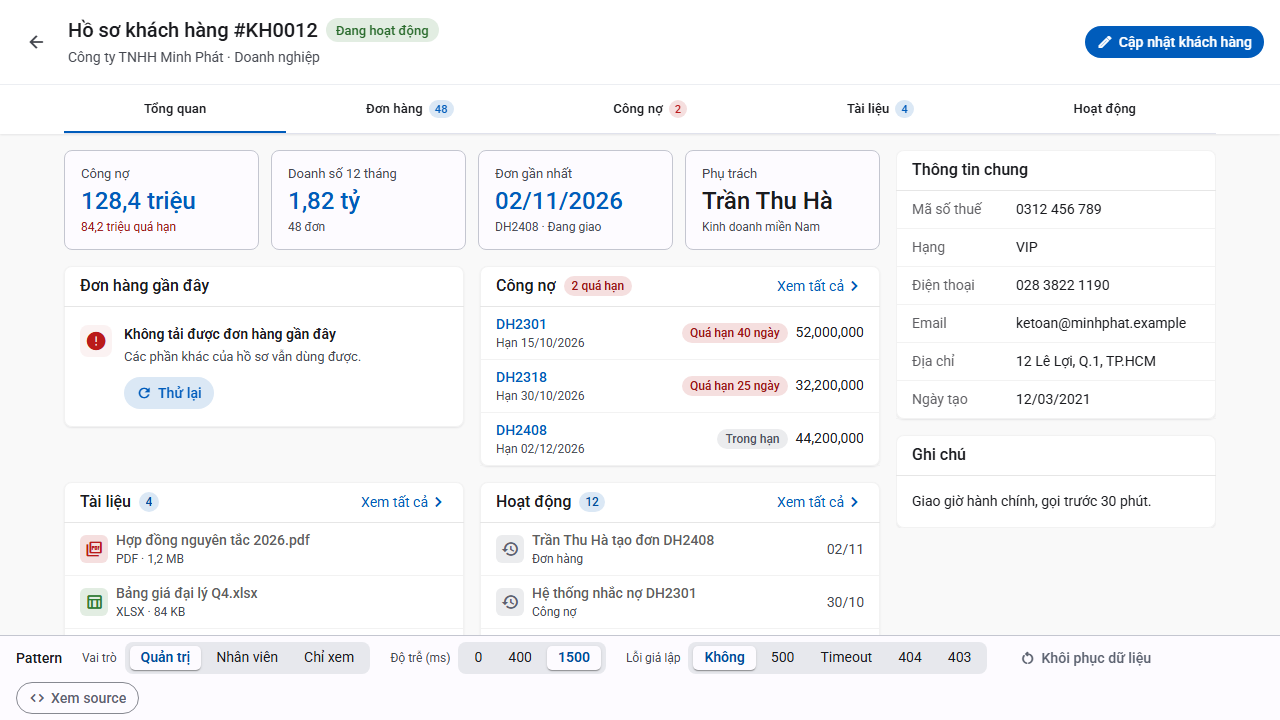 Hồ sơ khách hàng #KH0012 Đang hoạt động
Công ty TNHH Minh Phát · Doanh nghiệp
Cập nhật khách hàng
Tổng quan
Đơn hàng 48
Công nợ 2
Tài liệu 4
Hoạt động
Công nợ
128,4 triệu
84,2 triệu quá hạn
Doanh số 12 tháng
1,82 tỷ
48 đơn
Đơn gần nhất
02/11/2026
DH2408 · Đang giao
Phụ trách
Trần Thu Hà
Kinh doanh miền Nam
Đơn hàng gần đây
Không tải được đơn hàng gần đây
Các phần khác của hồ sơ vẫn dùng được.
Thử lại
Công nợ 2 quá hạn Xem tất cả
DH2301
Hạn 15/10/2026
Quá hạn 40 ngày 52,000,000
DH2318
Hạn 30/10/2026
Quá hạn 25 ngày 32,200,000
DH2408
Hạn 02/12/2026
Trong hạn 44,200,000
Tài liệu 4 Xem tất cả
PDF
Hợp đồng nguyên tắc 2026.pdf
PDF · 1,2 MB
Bảng giá đại lý Q4.xlsx
XLSX · 84 KB
Hoạt động 12 Xem tất cả
Trần Thu Hà tạo đơn DH2408
Đơn hàng
02/11
Hệ thống nhắc nợ DH2301
Công nợ
30/10
Thông tin chung
Mã số thuế 0312 456 789
Hạng VIP
Điện thoại 028 3822 1190
Email ketoan@minhphat.example
Địa chỉ 12 Lê Lợi, Q.1, TP.HCM
Ngày tạo 12/03/2021
Ghi chú
Giao giờ hành chính, gọi trước 30 phút.
Pattern Vai trò Quản trị Nhân viên Chỉ xem Độ trễ (ms) 0 400 1500 Lỗi giả lập Không 500 Timeout 404 403 Khôi phục dữ liệu
Xem source